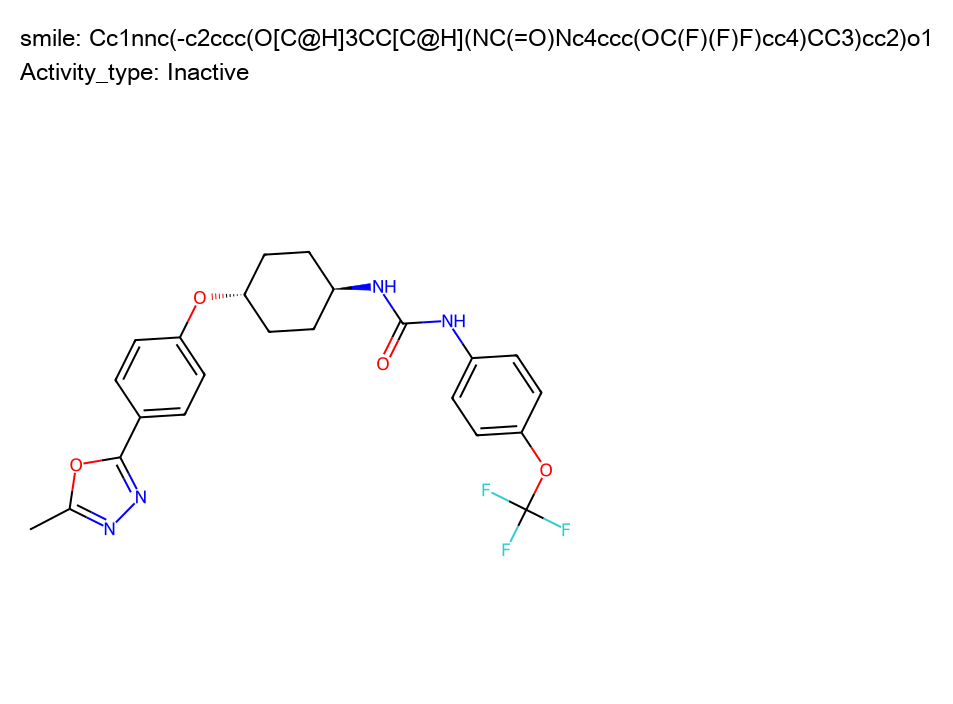 smile: Cc1nnc(-c2ccc(O[C@H]3CC[C@H](NC(=O)Nc4ccc(OC(F)(F)F)cc4)CC3)cc2)o1
Activity_type: Inactive
O
NH
NH
O
O
N
N
O
F
F
F